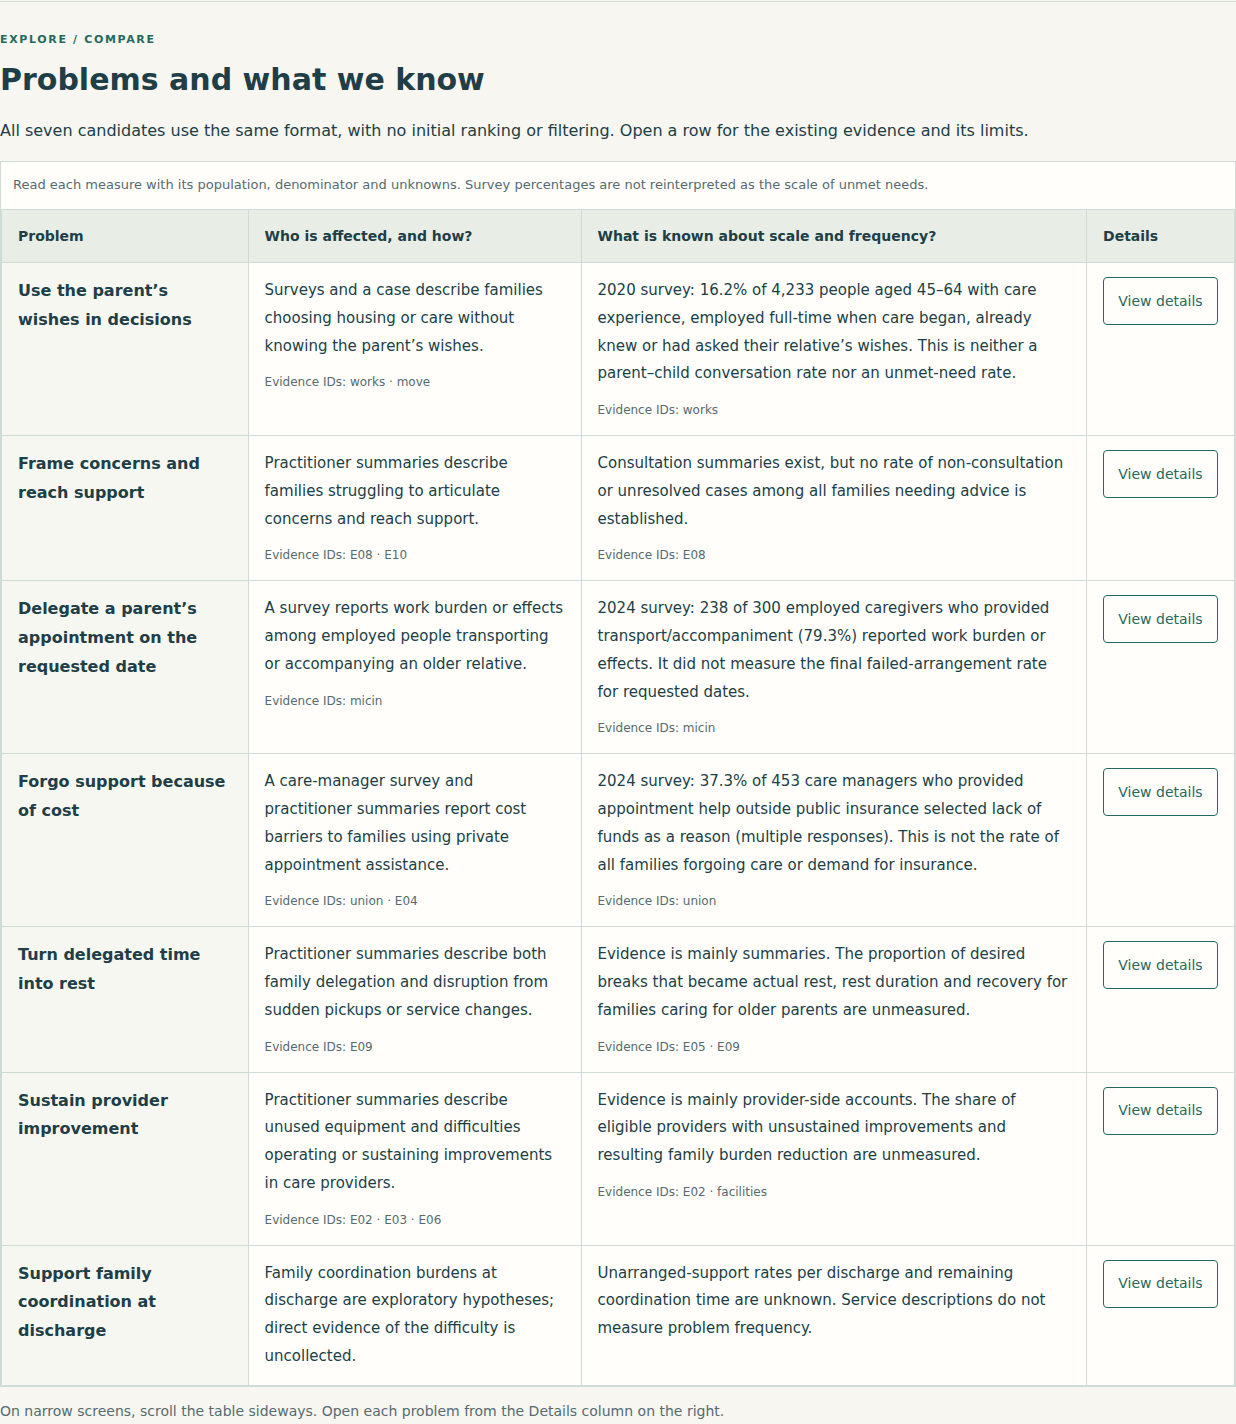 EXPLORE / COMPARE
Problems and what we know
All seven candidates use the same format, with no initial ranking or filtering. Open a row for the existing evidence and its limits.
Read each measure with its population, denominator and unknowns. Survey percentages are not reinterpreted as the scale of unmet needs.
Problem
Who is affected, and how?
What is known about scale and frequency?
Details
Use the parent’s
wishes in decisions
Surveys and a case describe families
choosing housing or care without
knowing the parent’s wishes.
Evidence IDs: works · move
2020 survey: 16.2% of 4,233 people aged 45–64 with care
experience, employed full-time when care began, already
knew or had asked their relative’s wishes. This is neither a
parent–child conversation rate nor an unmet-need rate.
Evidence IDs: works
View details
Frame concerns and
reach support
Practitioner summaries describe
families struggling to articulate
concerns and reach support.
Evidence IDs: E08 · E10
Consultation summaries exist, but no rate of non-consultation
or unresolved cases among all families needing advice is
established.
Evidence IDs: E08
View details
Delegate a parent’s
appointment on the
requested date
A survey reports work burden or effects
among employed people transporting
or accompanying an older relative.
Evidence IDs: micin
2024 survey: 238 of 300 employed caregivers who provided
transport/accompaniment (79.3%) reported work burden or
effects. It did not measure the final failed-arrangement rate
for requested dates.
Evidence IDs: micin
View details
Forgo support because
of cost
A care-manager survey and
practitioner summaries report cost
barriers to families using private
appointment assistance.
Evidence IDs: union · E04
2024 survey: 37.3% of 453 care managers who provided
appointment help outside public insurance selected lack of
funds as a reason (multiple responses). This is not the rate of
all families forgoing care or demand for insurance.
Evidence IDs: union
View details
Turn delegated time
into rest
Practitioner summaries describe both
family delegation and disruption from
sudden pickups or service changes.
Evidence IDs: E09
Evidence is mainly summaries. The proportion of desired
breaks that became actual rest, rest duration and recovery for
families caring for older parents are unmeasured.
Evidence IDs: E05 · E09
View details
Sustain provider
improvement
Practitioner summaries describe
unused equipment and difficulties
operating or sustaining improvements
in care providers.
Evidence IDs: E02 · E03 · E06
Evidence is mainly provider-side accounts. The share of
eligible providers with unsustained improvements and
resulting family burden reduction are unmeasured.
Evidence IDs: E02 · facilities
View details
Support family
coordination at
discharge
Family coordination burdens at
discharge are exploratory hypotheses;
direct evidence of the difficulty is
uncollected.
Unarranged-support rates per discharge and remaining
coordination time are unknown. Service descriptions do not
measure problem frequency.
View details
On narrow screens, scroll the table sideways. Open each problem from the Details column on the right.